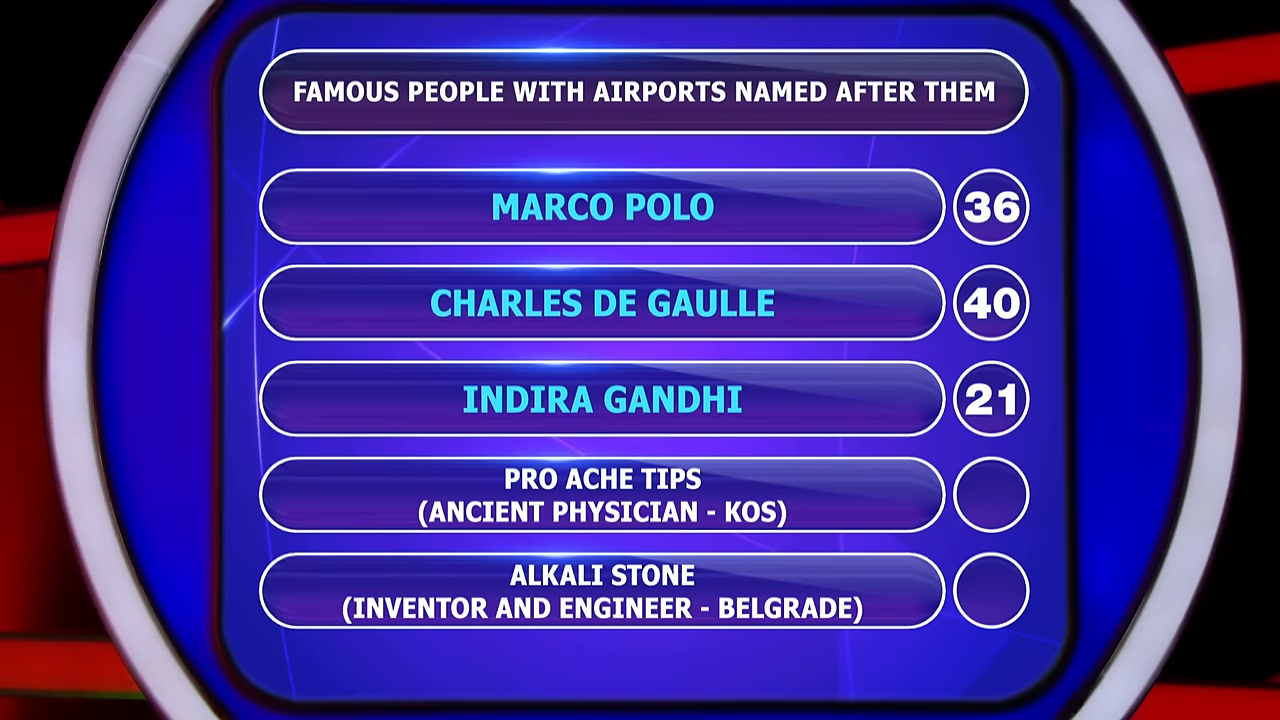 FAMOUS PEOPLE WITH AIRPORTS NAMED AFTER THEM
MARCO POLO
36
CHARLES DE GAULLE
40
INDIRA GANDHI
21
PRO ACHE TIPS
(ANCIENT PHYSICIAN - KOS)
ALKALI STONE
(INVENTOR AND ENGINEER - BELGRADE)